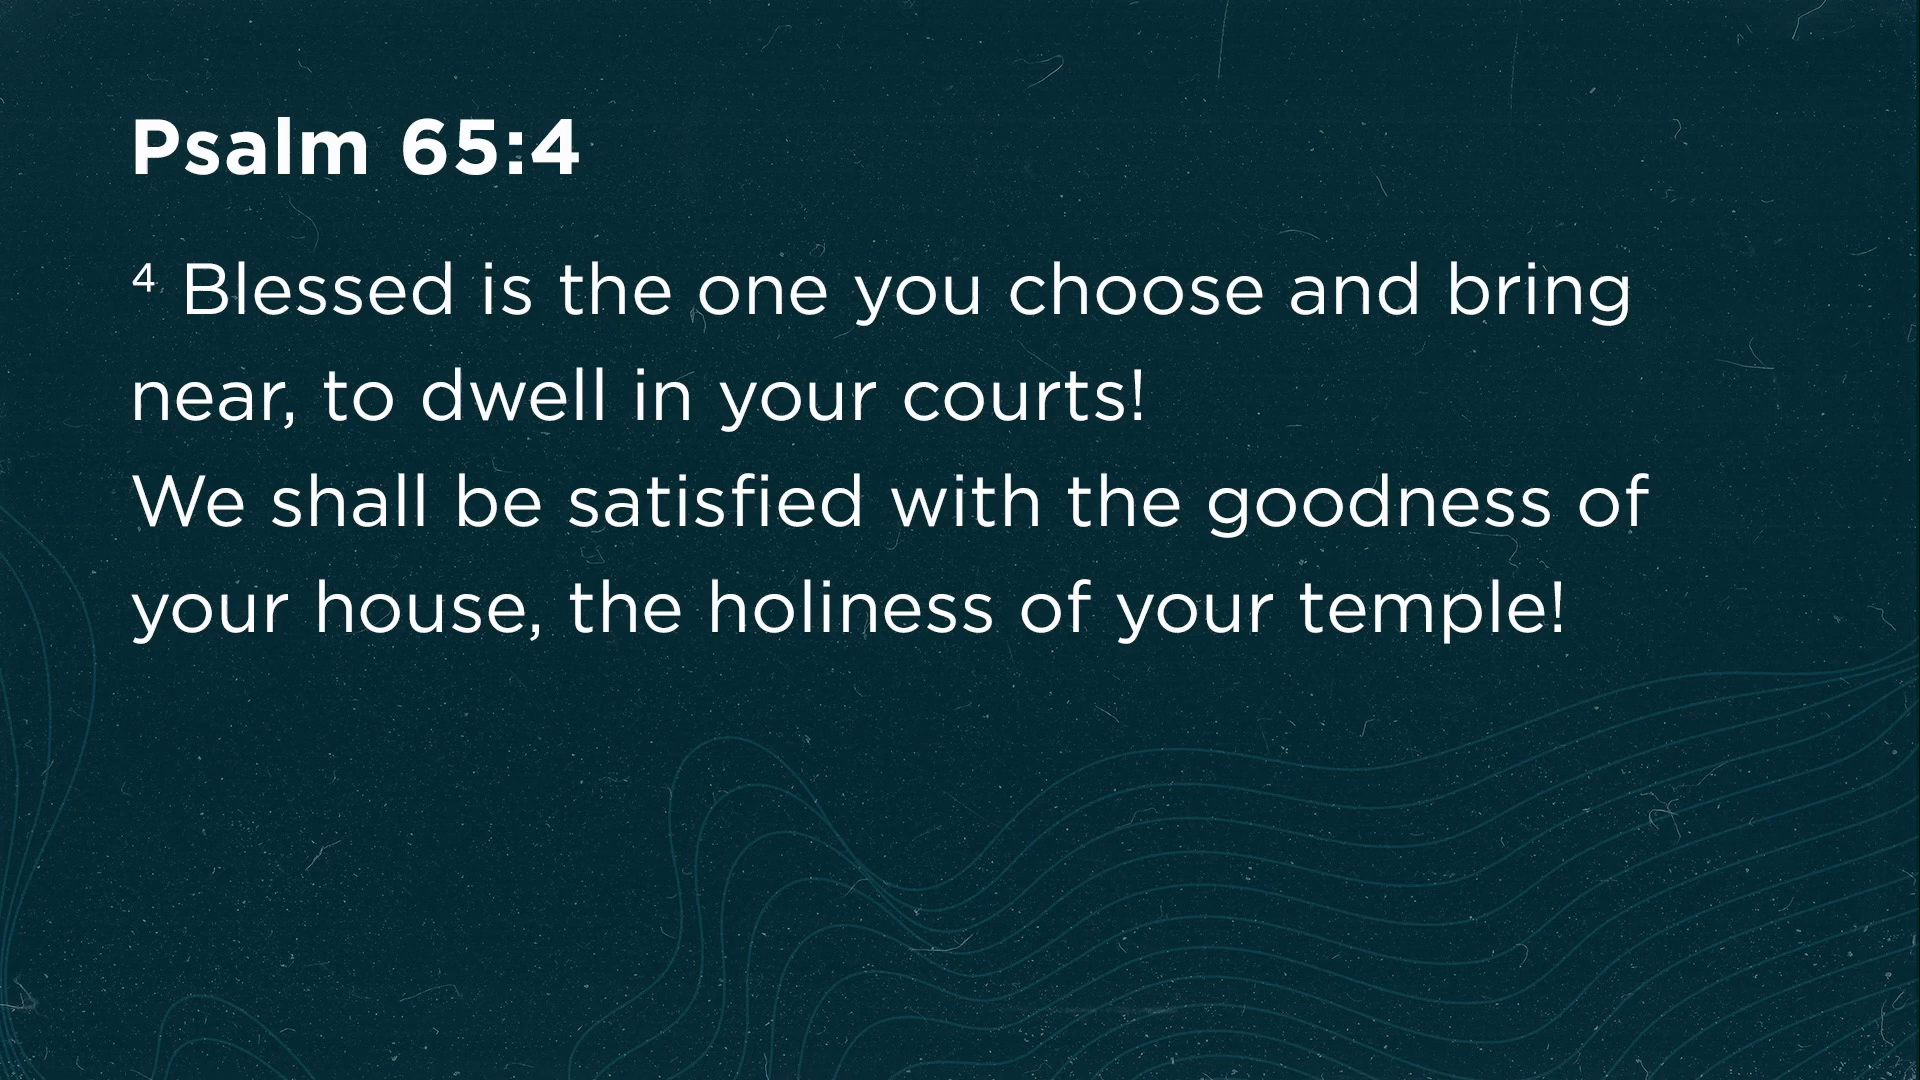 Psalm 65:4
⁴ Blessed is the one you choose and bring
near, to dwell in your courts!
We shall be satisfied with the goodness of
your house, the holiness of your temple!